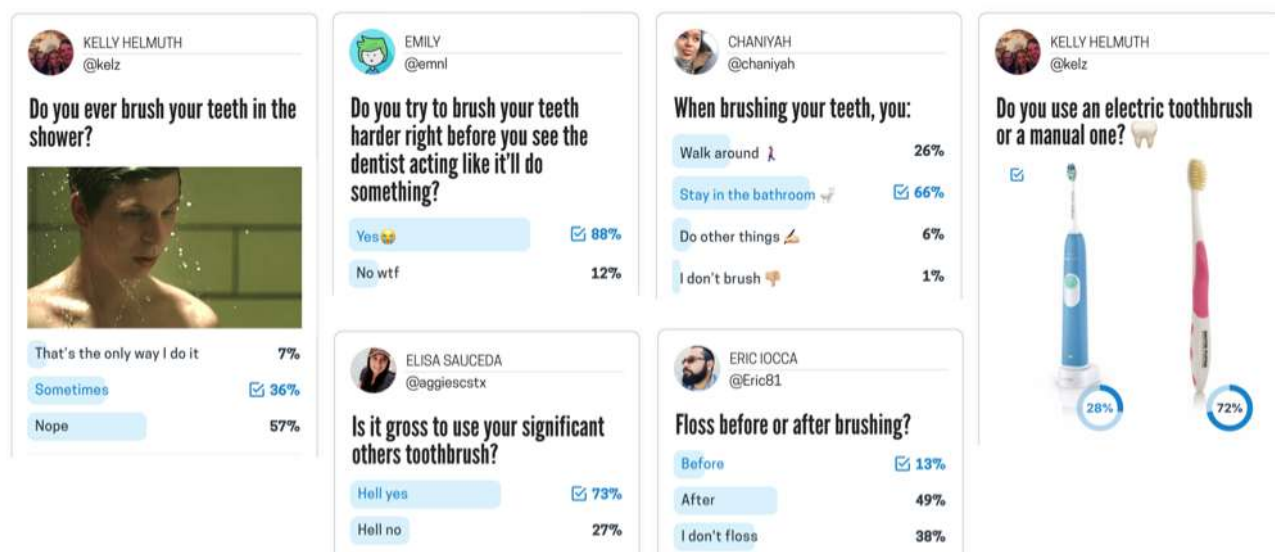 KELLY HELMUTH
@kelz
Do you ever brush your teeth in the
shower?
That's the only way I do it 7%
Sometimes 36%
Nope 57%
EMILY
@emnl
Do you try to brush your teeth
harder right before you see the
dentist acting like it'll do
something?
Yes😭 88%
No wtf 12%
ELISA SAUCEDA
@aggiescstx
Is it gross to use your significant
others toothbrush?
Hell yes 73%
Hell no 27%
CHANIYAH
@chaniyah
When brushing your teeth, you:
Walk around 26%
Stay in the bathroom 66%
Do other things 6%
I don't brush 1%
ERIC IOCCA
@Eric81
Floss before or after brushing?
Before 13%
After 49%
I don't floss 38%
KELLY HELMUTH
@kelz
Do you use an electric toothbrush
or a manual one?
28%
72%